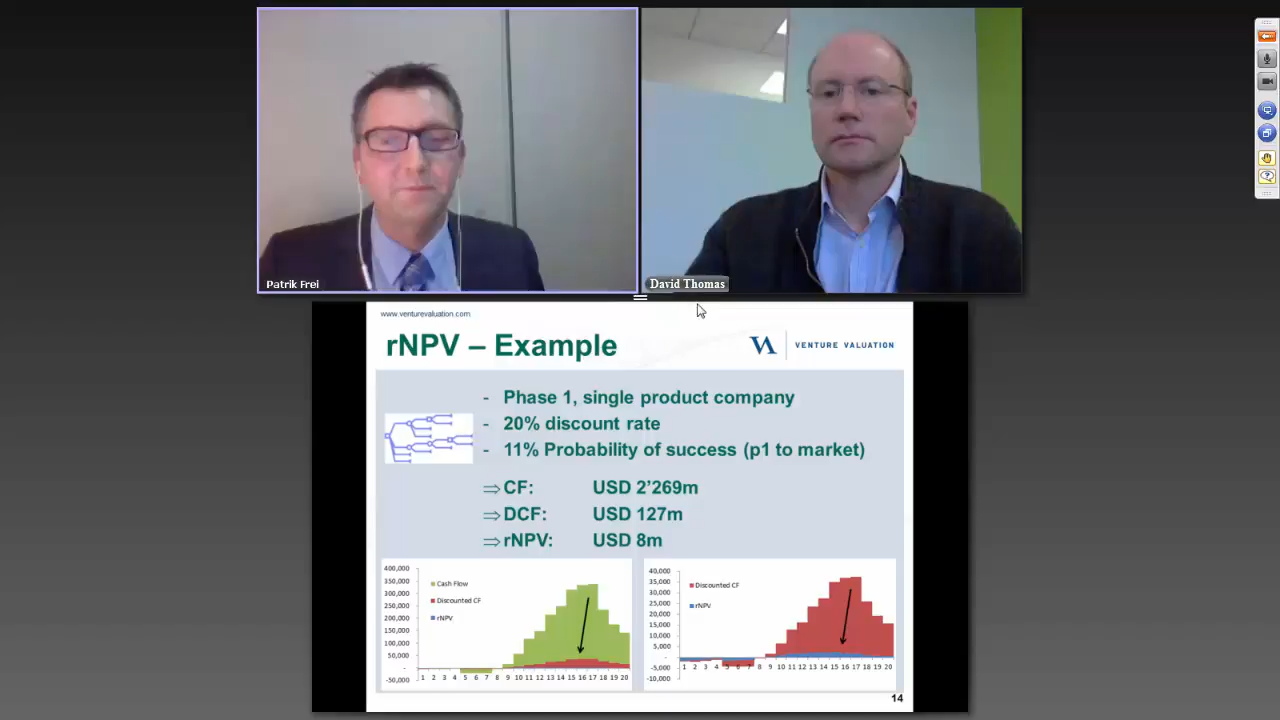 Patrik Frei
David Thomas
www.venturevaluation.com
rNPV – Example
VENTURE VALUATION
- Phase 1, single product company
- 20% discount rate
- 11% Probability of success (p1 to market)
⇒ CF: USD 2’269m
⇒ DCF: USD 127m
⇒ rNPV: USD 8m
400,000
350,000
300,000
250,000
200,000
150,000
100,000
50,000
-
-50,000
Cash Flow
Discounted CF
rNPV
1 2 3 4 5 6 7 8 9 10 11 12 13 14 15 16 17 18 19 20
40,000
35,000
30,000
25,000
20,000
15,000
10,000
5,000
-
-5,000
-10,000
Discounted CF
rNPV
1 2 3 4 5 6 7 8 9 10 11 12 13 14 15 16 17 18 19 20
14